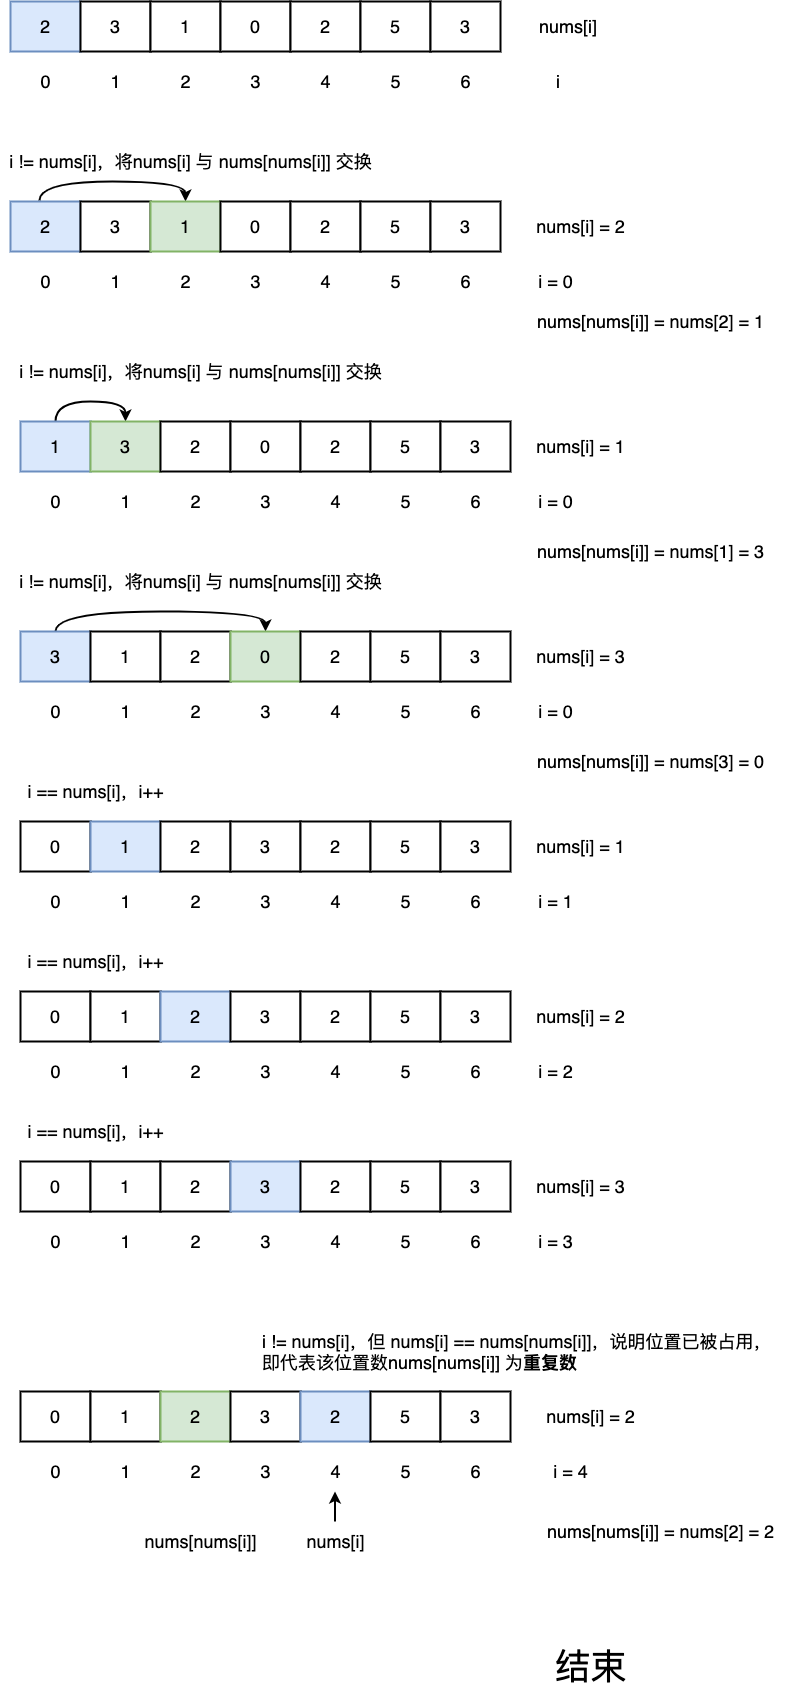 2 3 1 0 2 5 3 nums[i]
0 1 2 3 4 5 6 i
i != nums[i]，将nums[i] 与 nums[nums[i]] 交换
2 3 1 0 2 5 3 nums[i] = 2
0 1 2 3 4 5 6 i = 0
nums[nums[i]] = nums[2] = 1
i != nums[i]，将nums[i] 与 nums[nums[i]] 交换
1 3 2 0 2 5 3 nums[i] = 1
0 1 2 3 4 5 6 i = 0
nums[nums[i]] = nums[1] = 3
i != nums[i]，将nums[i] 与 nums[nums[i]] 交换
3 1 2 0 2 5 3 nums[i] = 3
0 1 2 3 4 5 6 i = 0
nums[nums[i]] = nums[3] = 0
i == nums[i]，i++
0 1 2 3 2 5 3 nums[i] = 1
0 1 2 3 4 5 6 i = 1
i == nums[i]，i++
0 1 2 3 2 5 3 nums[i] = 2
0 1 2 3 4 5 6 i = 2
i == nums[i]，i++
0 1 2 3 2 5 3 nums[i] = 3
0 1 2 3 4 5 6 i = 3
i != nums[i]，但 nums[i] == nums[nums[i]]，说明位置已被占用，
即代表该位置数nums[nums[i]] 为重复数
0 1 2 3 2 5 3 nums[i] = 2
0 1 2 3 4 5 6 i = 4
nums[nums[i]] = nums[2] = 2
nums[nums[i]] nums[i]
结束